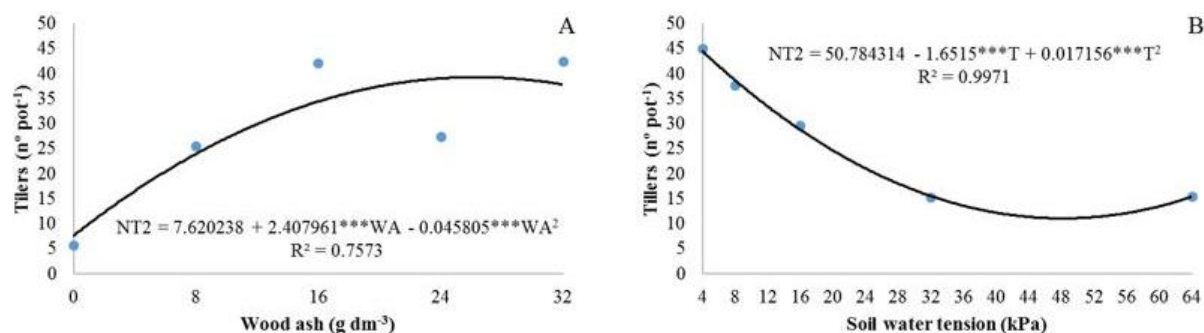 A
50
45
40
35
30
25
20
15
10
5
0
Tillers (nº pot-1)
NT2 = 7.620238 + 2.407961***WA - 0.045805***WA²
R² = 0.7573
0 8 16 24 32
Wood ash (g dm-3)
B
50
45
40
35
30
25
20
15
10
5
0
Tillers (nº pot-1)
NT2 = 50.784314 - 1.6515***T + 0.017156***T²
R² = 0.9971
4 8 12 16 20 24 28 32 36 40 44 48 52 56 60 64
Soil water tension (kPa)